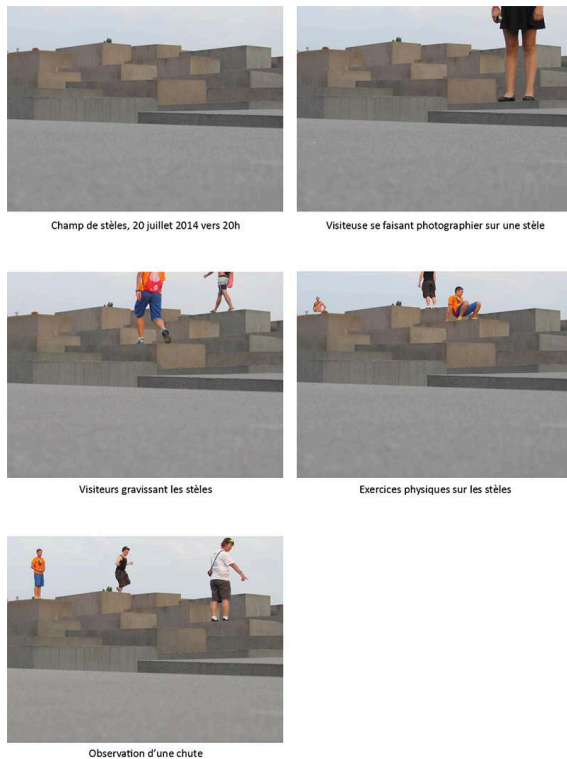 Champ de stèles, 20 juillet 2014 vers 20h
Visiteuse se faisant photographier sur une stèle
Visiteurs gravissant les stèles
Exercices physiques sur les stèles
Observation d’une chute